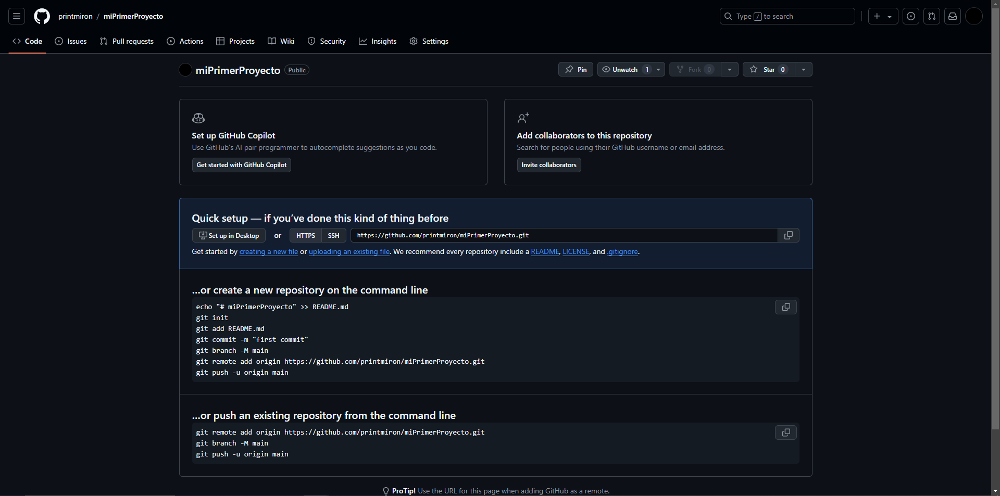 printmiron / miPrimerProyecto
Type / to search
Code Issues Pull requests Actions Projects Wiki Security Insights Settings
miPrimerProyecto Public
Pin Unwatch 1 Fork 0 Star 0
Set up GitHub Copilot
Use GitHub's AI pair programmer to autocomplete suggestions as you code.
Get started with GitHub Copilot
Add collaborators to this repository
Search for people using their GitHub username or email address.
Invite collaborators
Quick setup — if you’ve done this kind of thing before
Set up in Desktop or HTTPS SSH https://github.com/printmiron/miPrimerProyecto.git
Get started by creating a new file or uploading an existing file. We recommend every repository include a README, LICENSE, and .gitignore.
…or create a new repository on the command line
echo "# miPrimerProyecto" >> README.md
git init
git add README.md
git commit -m "first commit"
git branch -M main
git remote add origin https://github.com/printmiron/miPrimerProyecto.git
git push -u origin main
…or push an existing repository from the command line
git remote add origin https://github.com/printmiron/miPrimerProyecto.git
git branch -M main
git push -u origin main
ProTip! Use the URL for this page when adding GitHub as a remote.